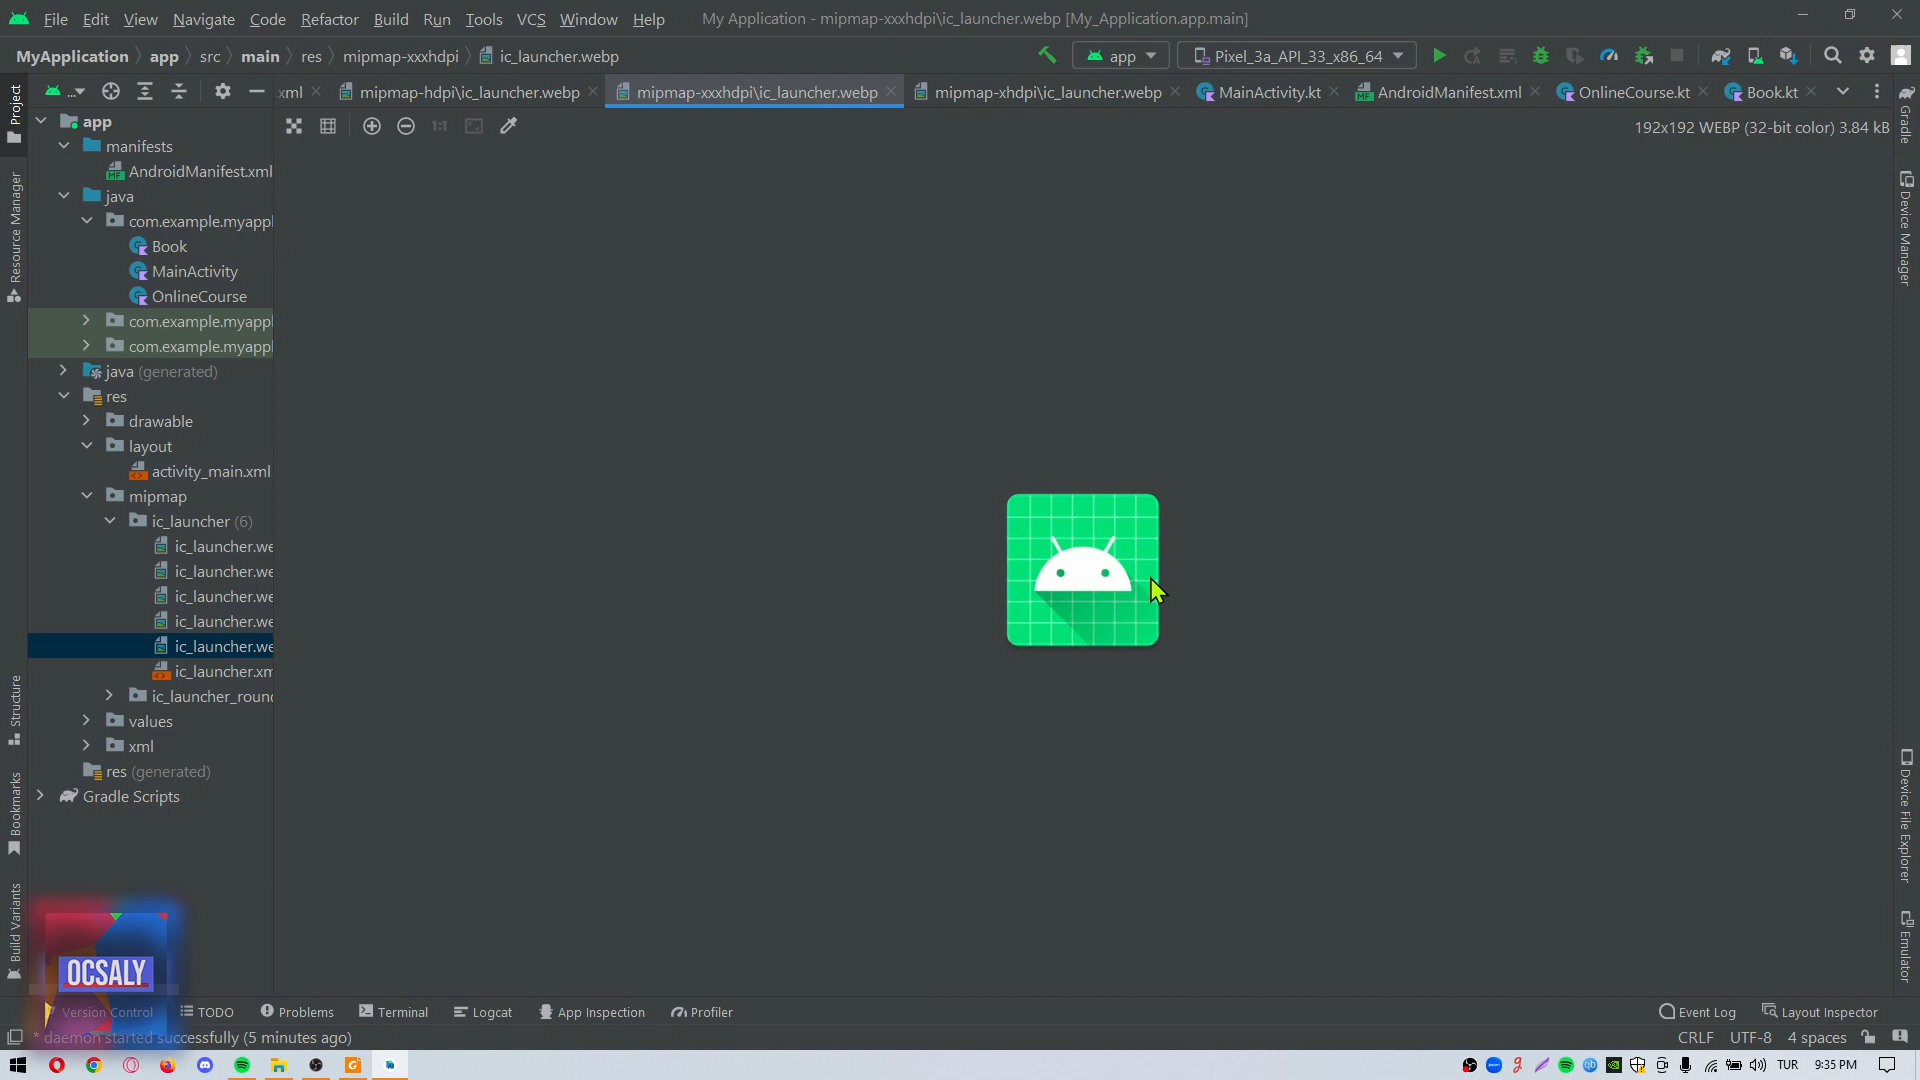 File Edit View Navigate Code Refactor Build Run Tools VCS Window Help My Application - mipmap-xxxhdpi\ic_launcher.webp [My_Application.app.main]
MyApplication app src main res mipmap-xxxhdpi ic_launcher.webp app Pixel_3a_API_33_x86_64
... .xml mipmap-hdpi\ic_launcher.webp mipmap-xxxhdpi\ic_launcher.webp mipmap-xhdpi\ic_launcher.webp MainActivity.kt AndroidManifest.xml OnlineCourse.kt Book.kt
1:1 192x192 WEBP (32-bit color) 3.84 kB
Project
Resource Manager
Structure
Bookmarks
Build Variants
app
manifests
AndroidManifest.xml
java
com.example.myappl
Book
MainActivity
OnlineCourse
com.example.myappl
com.example.myappl
java (generated)
res
drawable
layout
activity_main.xml
mipmap
ic_launcher (6)
ic_launcher.we
ic_launcher.we
ic_launcher.we
ic_launcher.we
ic_launcher.we
ic_launcher.xm
ic_launcher_round
values
xml
res (generated)
Gradle Scripts
Gradle
Device Manager
Device File Explorer
Emulator
OCSALY
Version Control TODO Problems Terminal Logcat App Inspection Profiler Event Log Layout Inspector
* daemon started successfully (5 minutes ago) CRLF UTF-8 4 spaces
TUR 9:35 PM